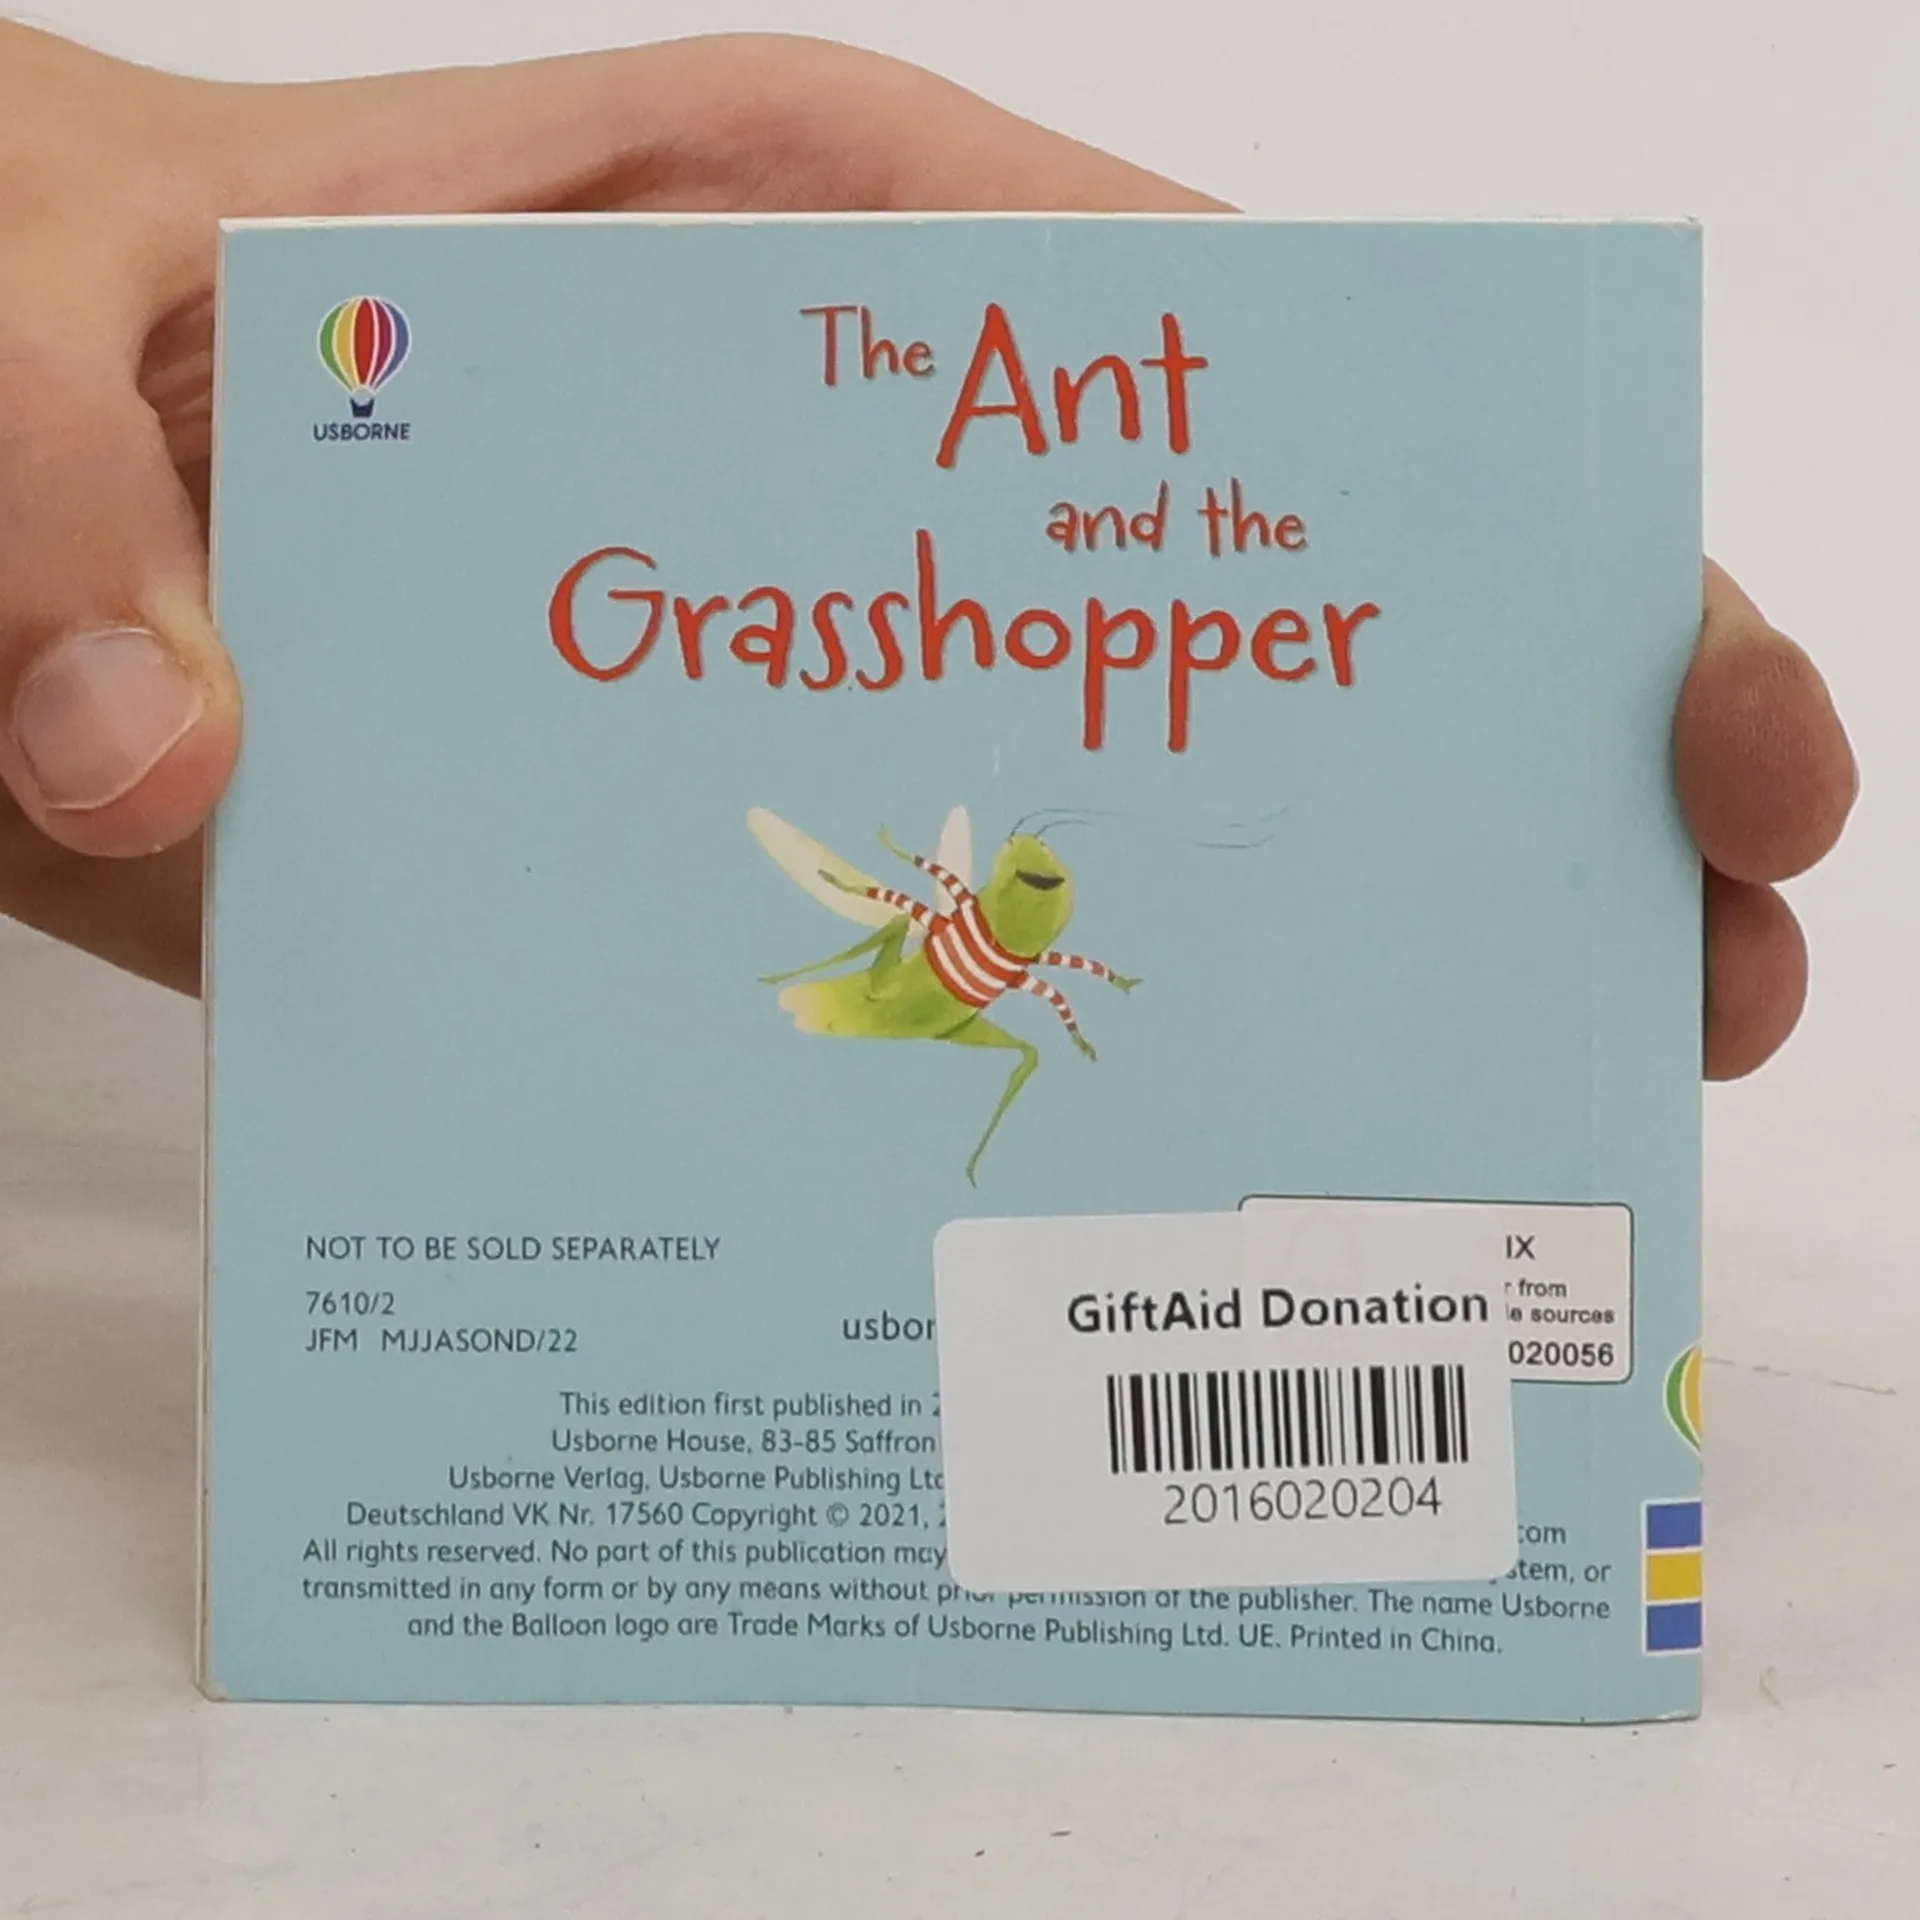 USBORNE
The Ant
and the
Grasshopper
NOT TO BE SOLD SEPARATELY
7610/2
JFM MJJASOND/22
usbor
IX
from
sources
020056
GiftAid Donation
2016020204
This edition first published in
Usborne House, 83-85 Saffron
Usborne Verlag, Usborne Publishing
Deutschland VK Nr. 17560 Copyright © 2021,
.com
All rights reserved. No part of this publication may
or
transmitted in any form or by any means without prior permission of the publisher. The name Usborne
and the Balloon logo are Trade Marks of Usborne Publishing Ltd. UE. Printed in China.